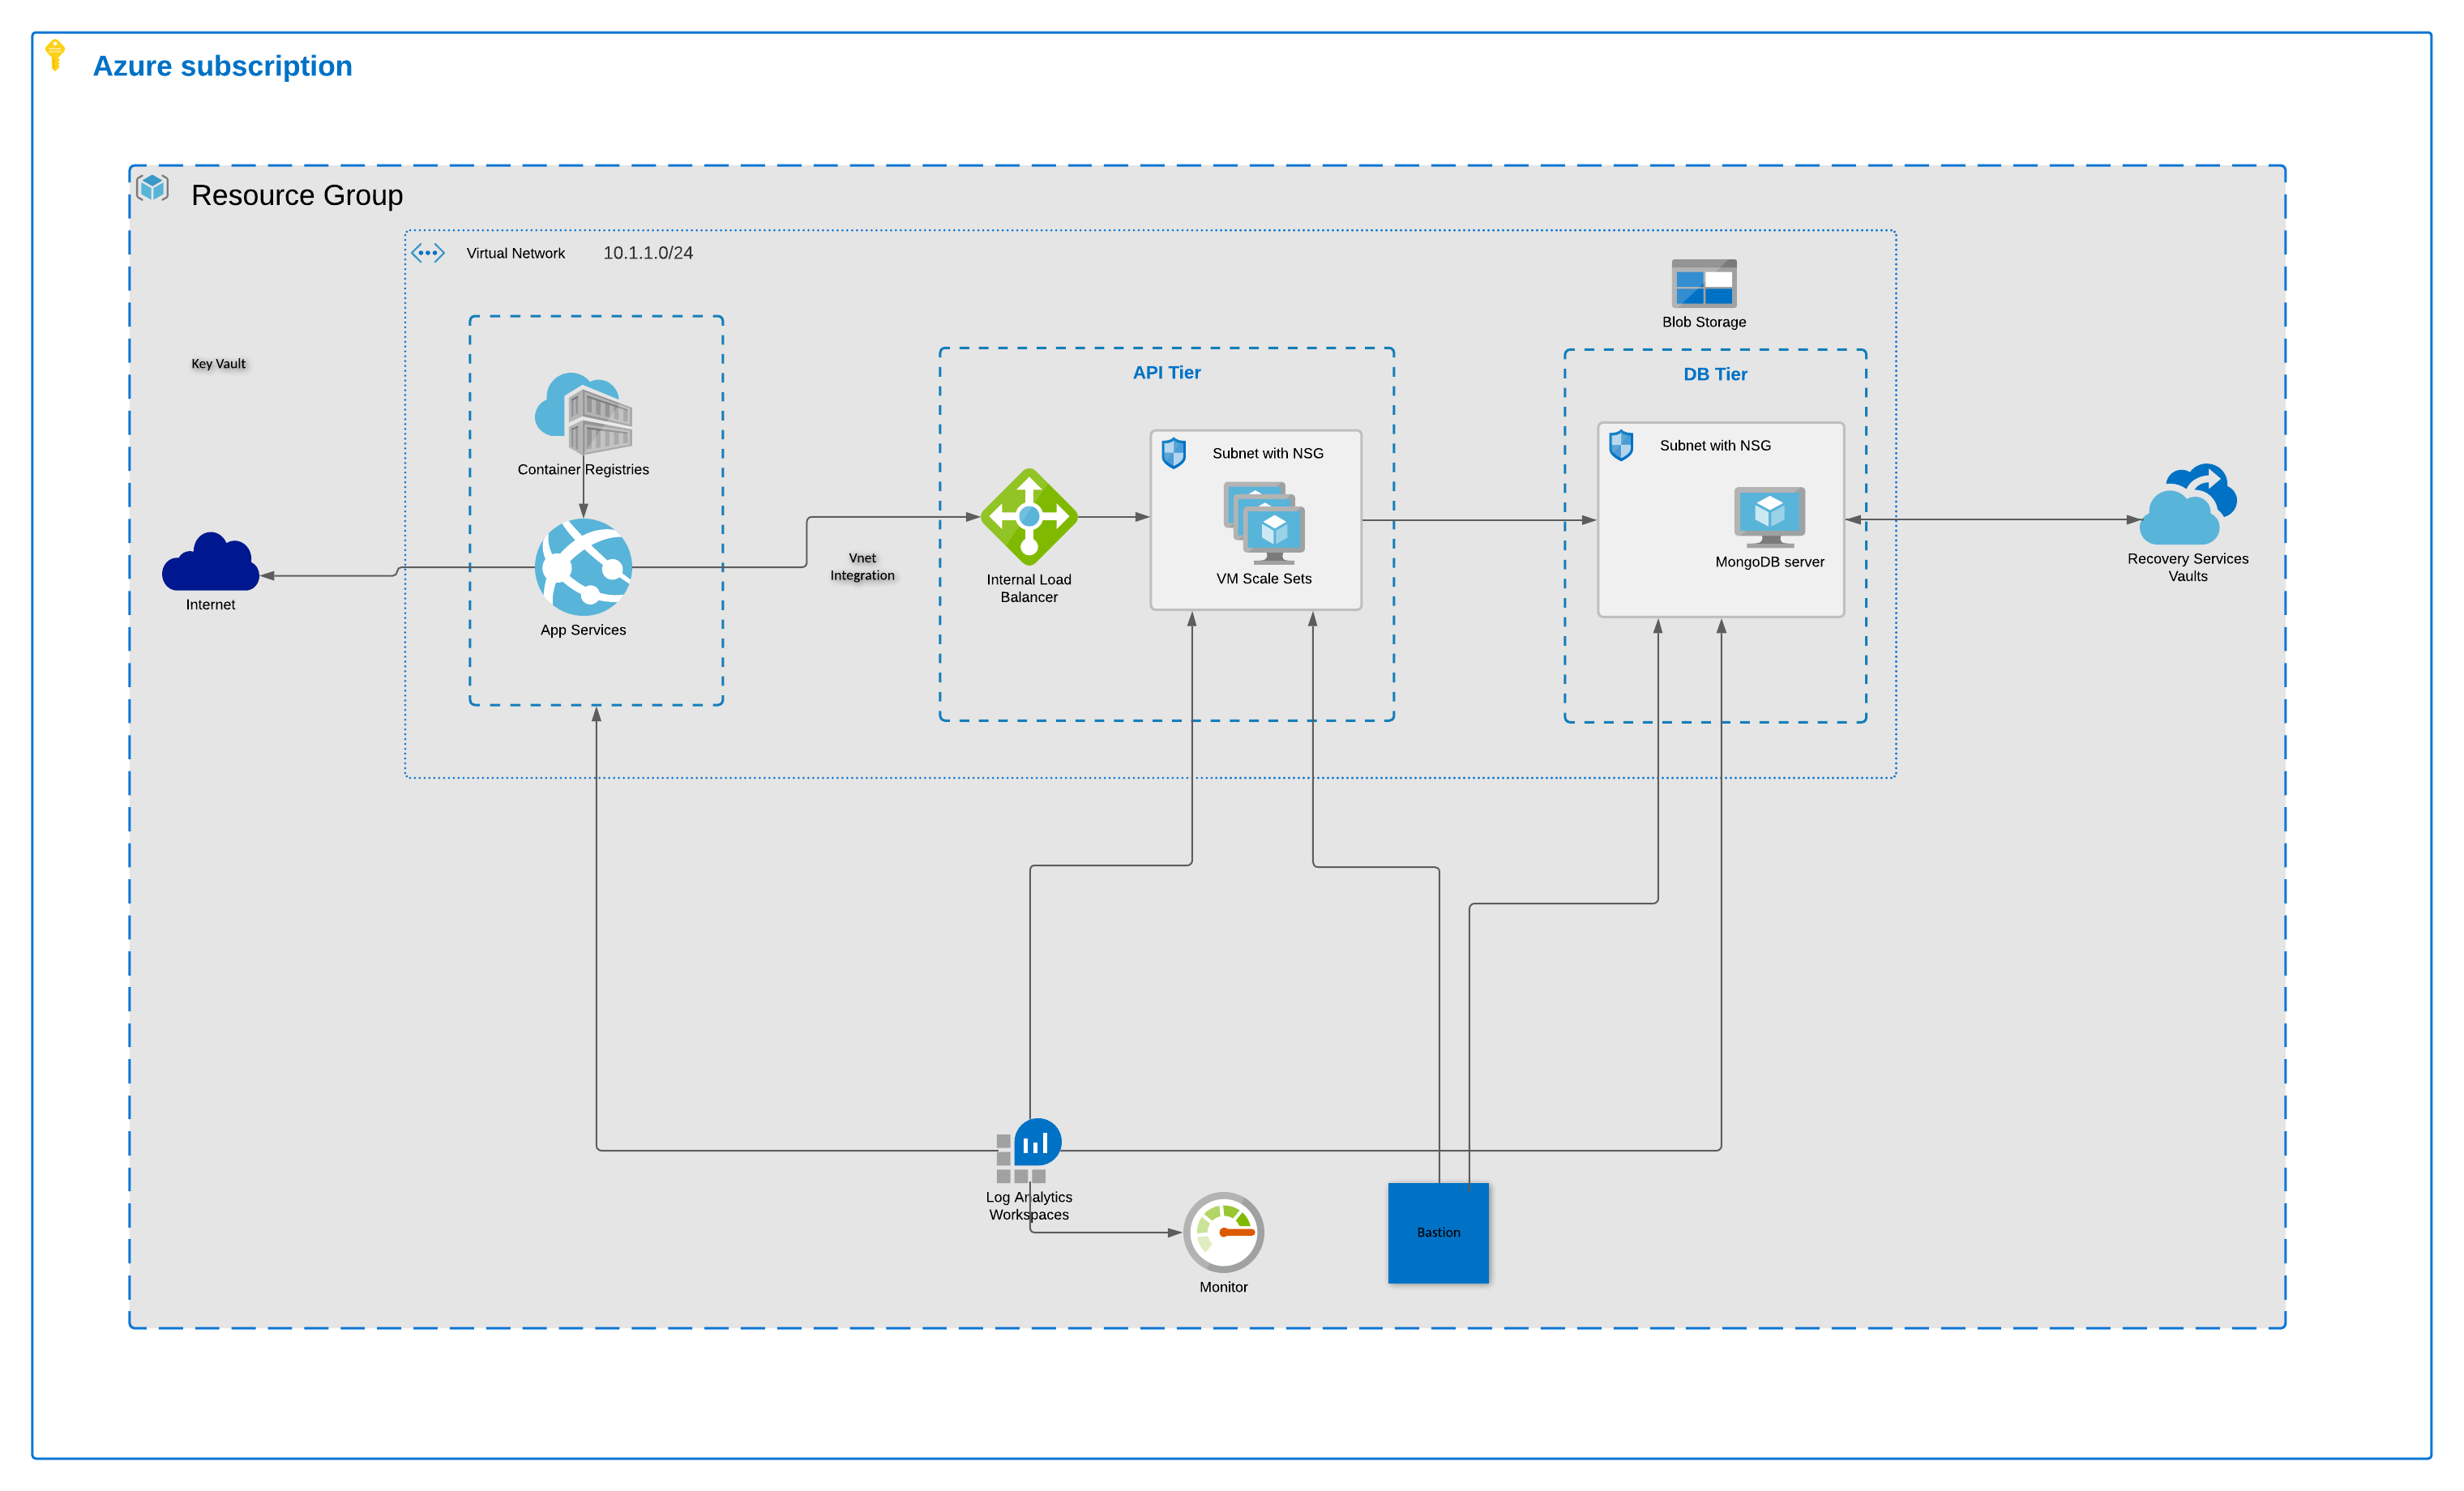 Azure subscription
Resource Group
Virtual Network
10.1.1.0/24
Blob Storage
Key Vault
API Tier
DB Tier
Subnet with NSG
Subnet with NSG
Container Registries
Internet
App Services
Vnet
Integration
Internal Load
Balancer
VM Scale Sets
MongoDB server
Recovery Services
Vaults
Log Analytics
Workspaces
Monitor
Bastion